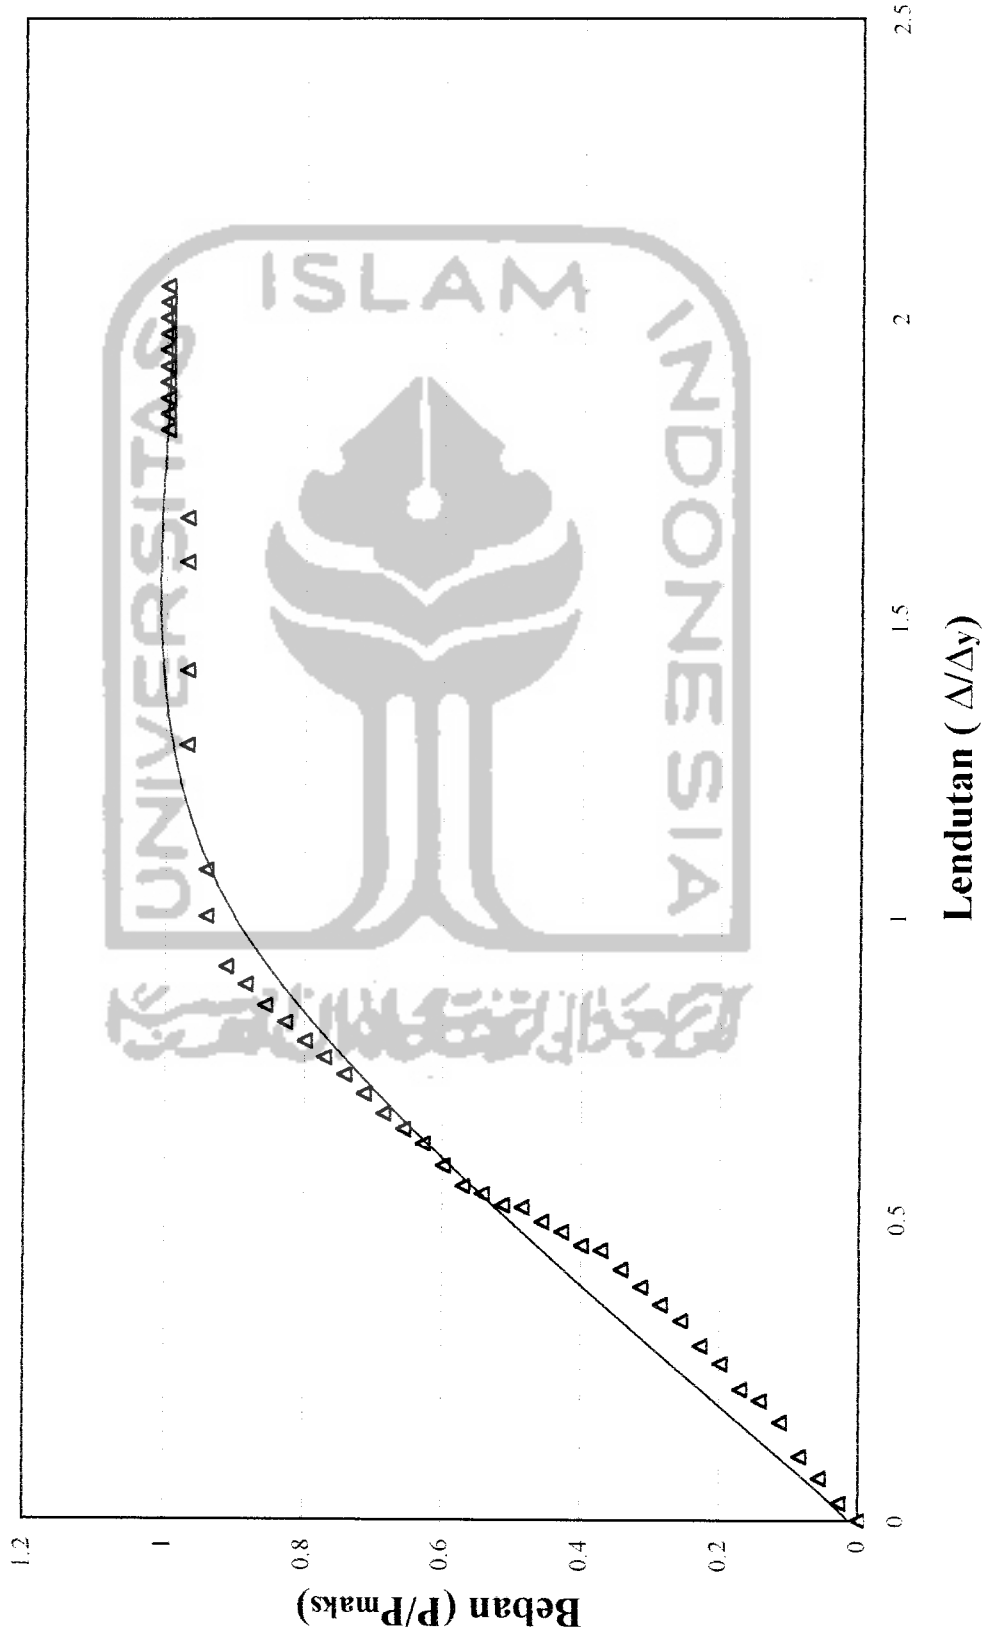 Beban (P/Pmaks)
1.2
1
0.8
0.6
0.4
0.2
0
0
0.5
1
1.5
2
2.5
Lendutan ( Δ/Δy)
UNIVERSITAS
ISLAM
INDONESIA